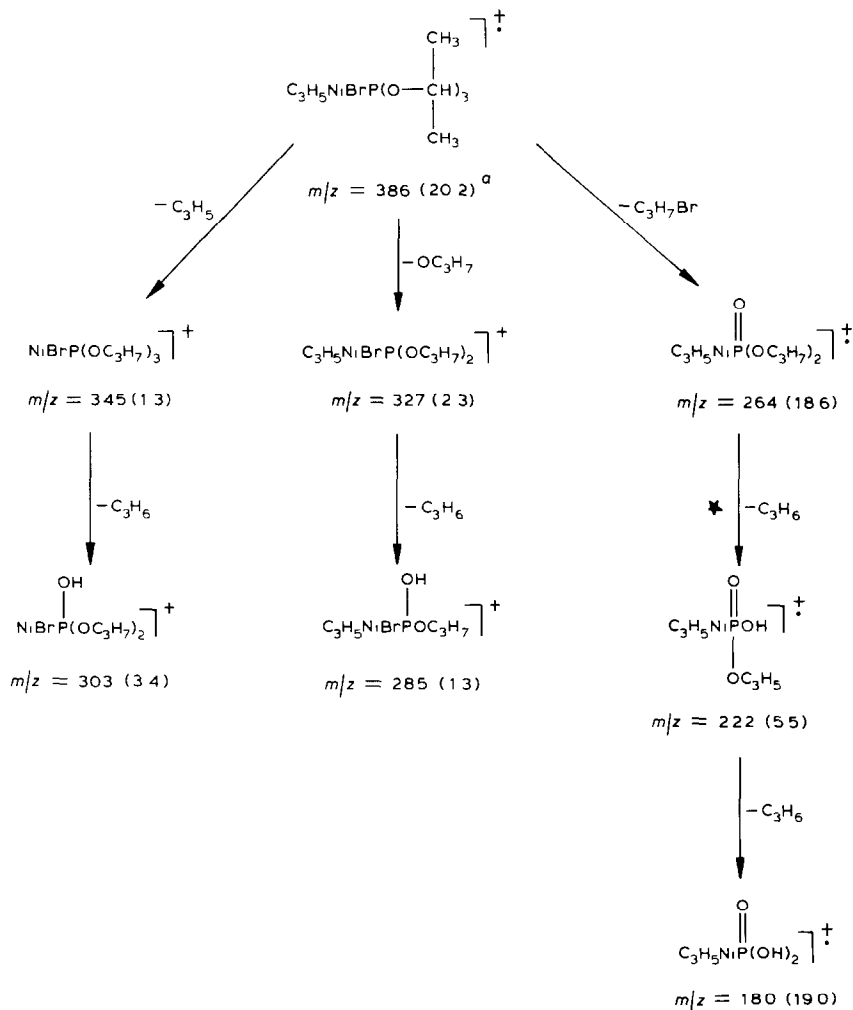 CH₃ ]⁺·
C₃H₅NiBrP(O—CH)₃
CH₃
m/z = 386 (20 2)ᵃ
−C₃H₅
−OC₃H₇
−C₃H₇Br
NiBrP(OC₃H₇)₃ ]⁺
m/z = 345 (1 3)
C₃H₅NiBrP(OC₃H₇)₂ ]⁺
m/z = 327 (2 3)
O
C₃H₅NiP(OC₃H₇)₂ ]⁺·
m/z = 264 (18 6)
−C₃H₆
−C₃H₆
★ −C₃H₆
OH
NiBrP(OC₃H₇)₂ ]⁺
m/z = 303 (3 4)
OH
C₃H₅NiBrPOC₃H₇ ]⁺
m/z = 285 (1 3)
O
C₃H₅NiPOH ]⁺·
OC₃H₅
m/z = 222 (5 5)
−C₃H₆
O
C₃H₅NiP(OH)₂ ]⁺·
m/z = 180 (19 0)